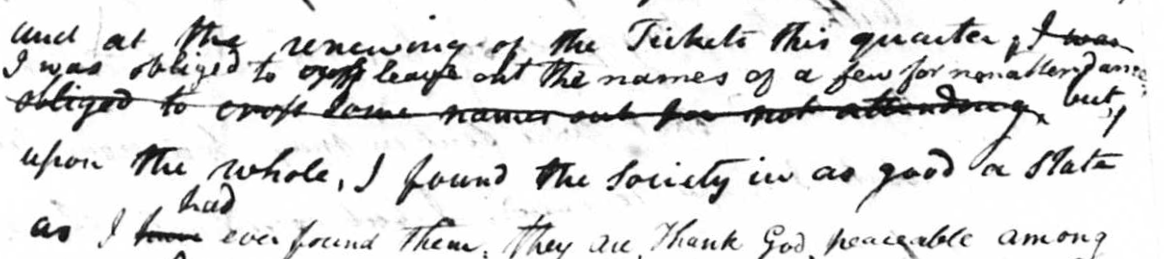 and at the renewing of the Tickets this quarter, I was
I was obliged to cross leave out the names of a few for nonattendance,
obliged to cross some names out for not attending, but,
upon the whole, I found the Society in as good a state
had
as I have ever found them; they are, thank God, peaceable among